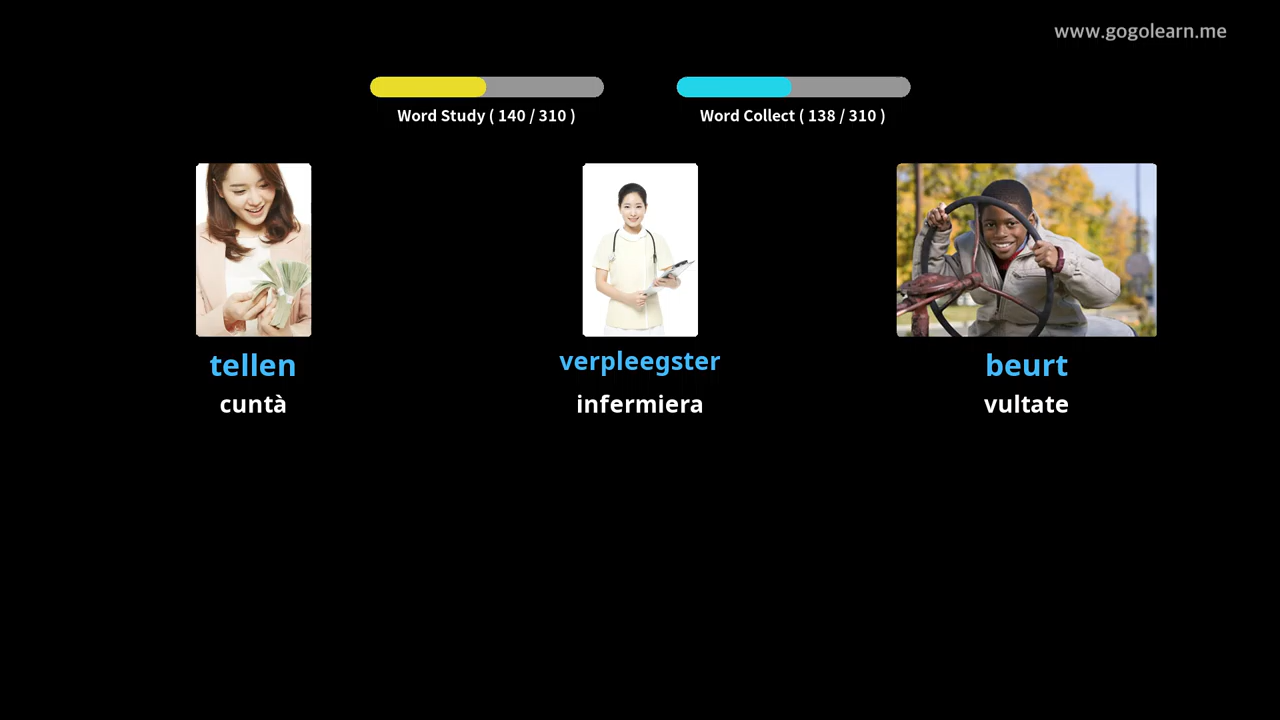 www.gogolearn.me
Word Study ( 140 / 310 )
Word Collect ( 138 / 310 )
tellen
cuntà
verpleegster
infermiera
beurt
vultate